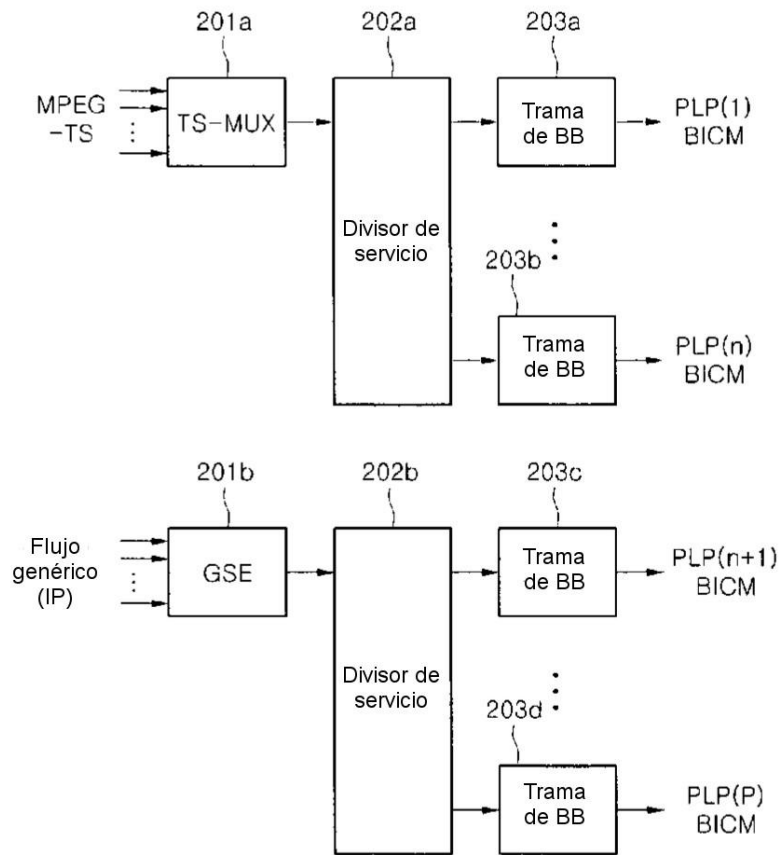 201a
202a
203a
MPEG
-TS
TS-MUX
Trama
de BB
PLP(1)
BICM
Divisor de
servicio
203b
Trama
de BB
PLP(n)
BICM
201b
202b
203c
Flujo
genérico
(IP)
GSE
Trama
de BB
PLP(n+1)
BICM
Divisor de
servicio
203d
Trama
de BB
PLP(P)
BICM